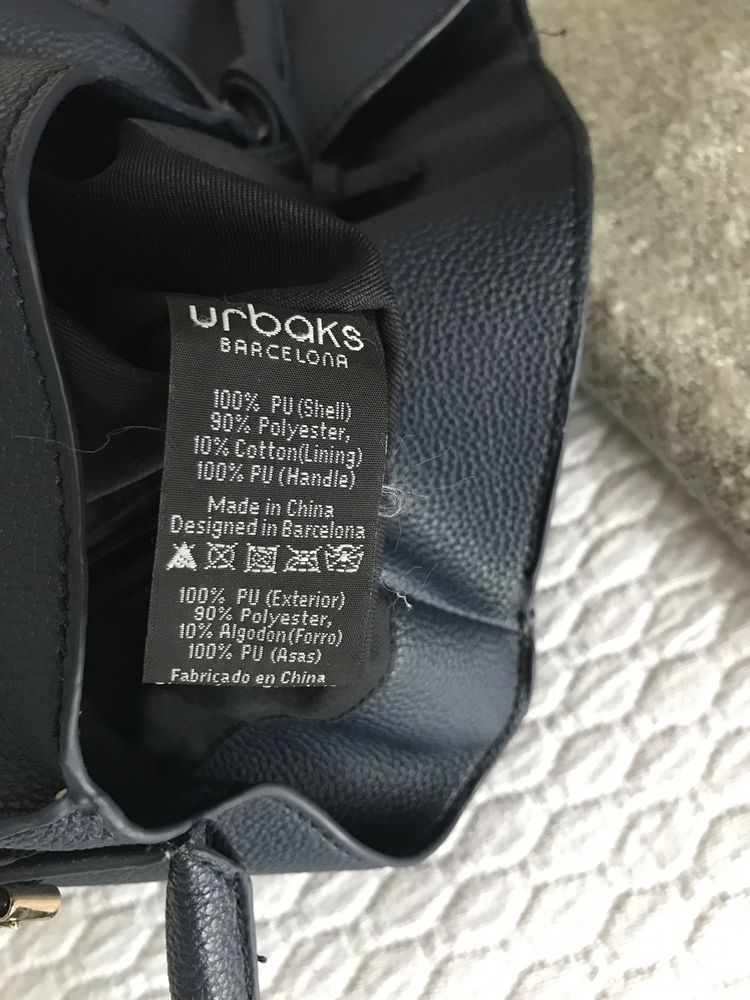 urbaks
BARCELONA
100% PU (Shell)
90% Polyester,
10% Cotton(Lining)
100% PU (Handle)
Made in China
Designed in Barcelona
100% PU (Exterior)
90% Polyester,
10% Algodon(Forro)
100% PU (Asas)
Fabricado en China